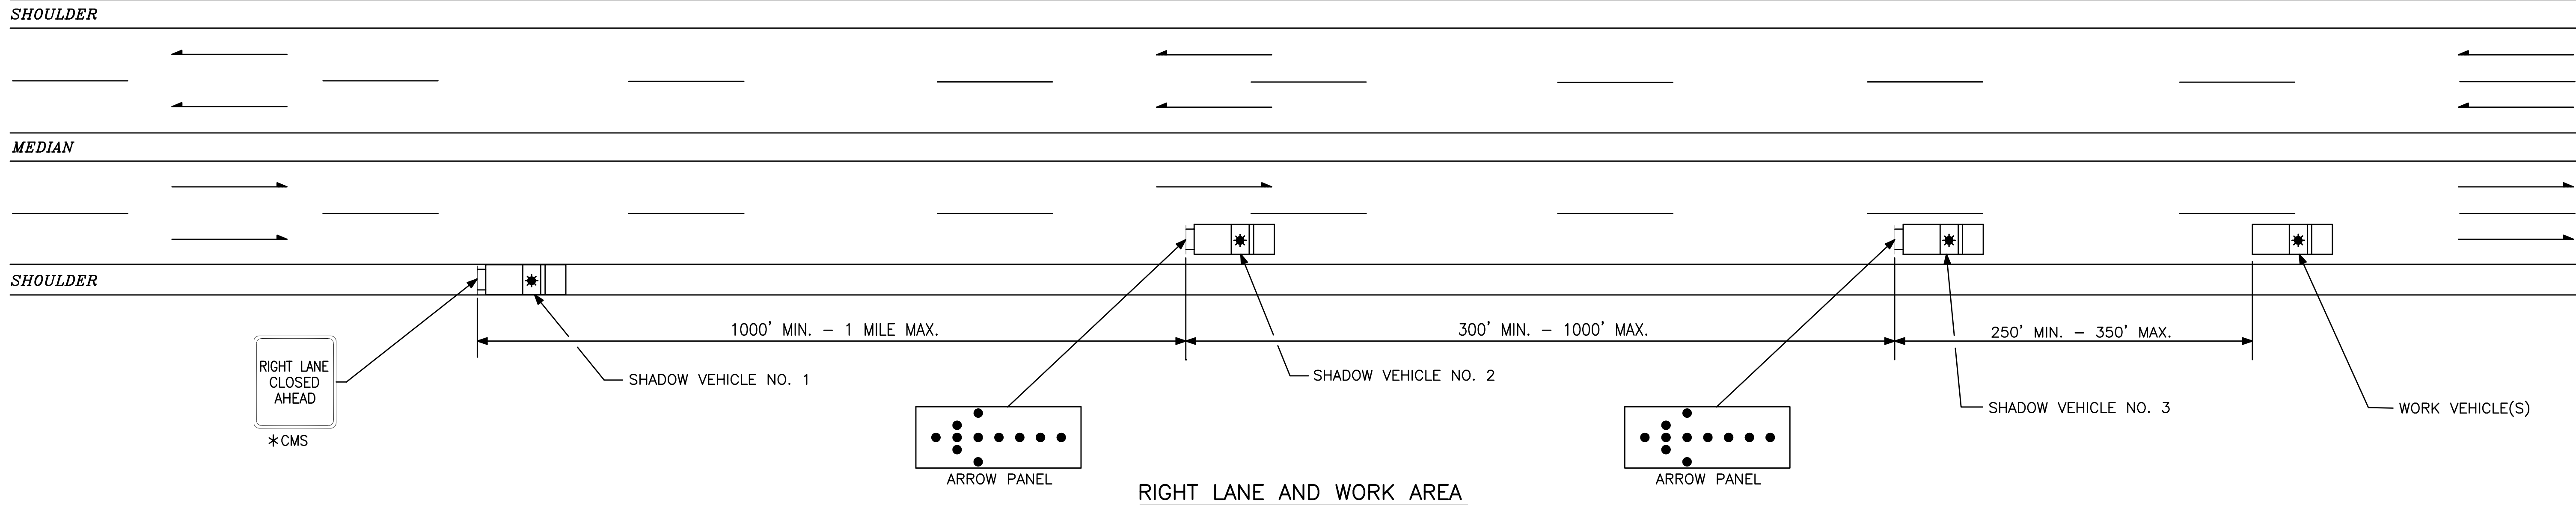 SHOULDER
MEDIAN
SHOULDER
1000' MIN. – 1 MILE MAX.
300' MIN. – 1000' MAX.
250' MIN. – 350' MAX.
RIGHT LANE
CLOSED
AHEAD
*CMS
SHADOW VEHICLE NO. 1
SHADOW VEHICLE NO. 2
SHADOW VEHICLE NO. 3
WORK VEHICLE(S)
ARROW PANEL
ARROW PANEL
RIGHT LANE AND WORK AREA